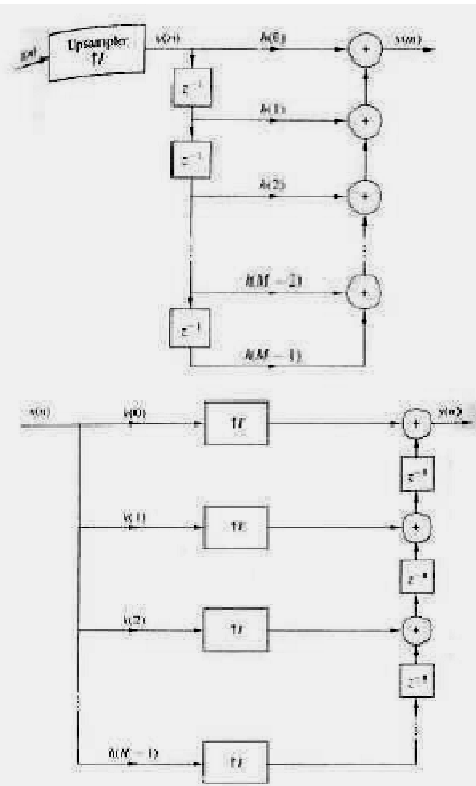 Upsampler
↑I
h(0)
y(m)
z⁻¹
h(1)
z⁻¹
h(2)
h(M − 2)
z⁻¹
h(M − 1)
x(n)
h(0)
↑I
y(m)
z⁻¹
h(1)
↑I
z⁻¹
h(2)
↑I
z⁻¹
h(M − 1)
↑I